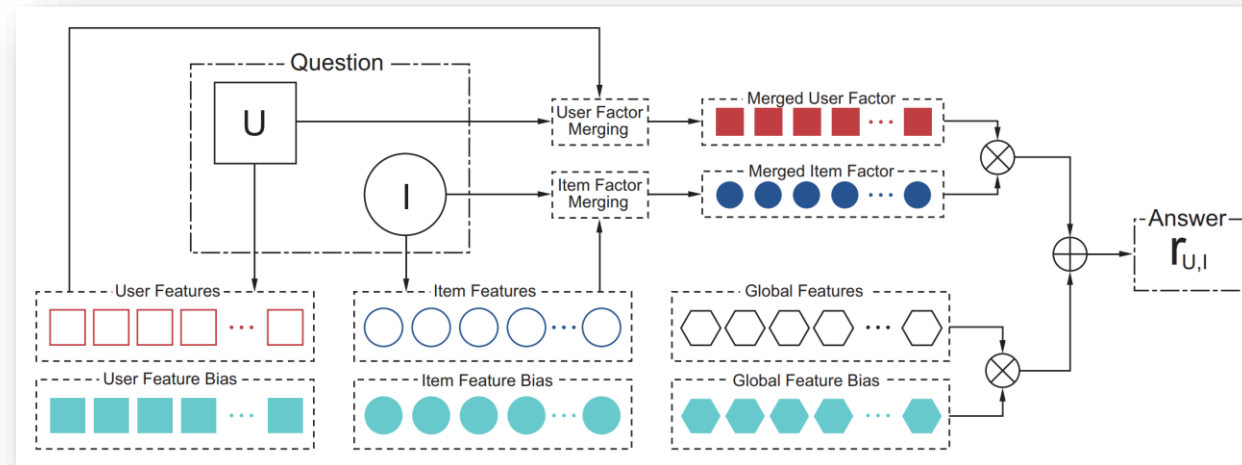 Question
U
I
User Factor
Merging
Merged User Factor
Item Factor
Merging
Merged Item Factor
Answer
rU,I
User Features
Item Features
Global Features
User Feature Bias
Item Feature Bias
Global Feature Bias